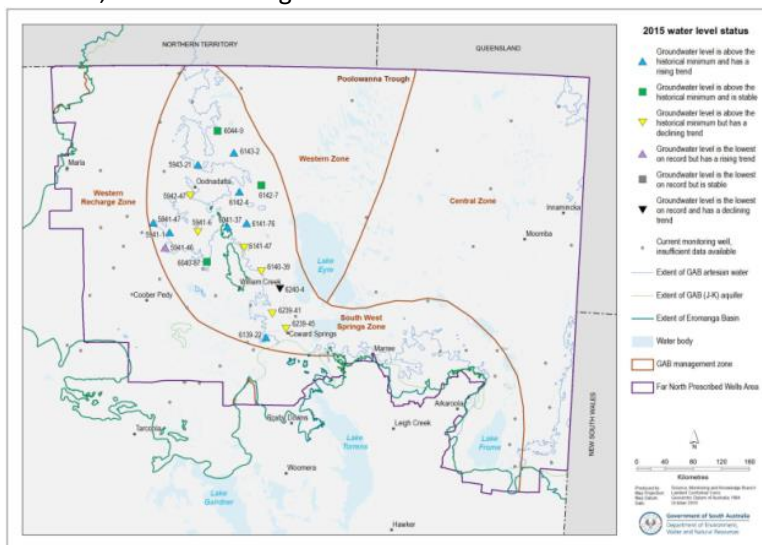 NORTHERN TERRITORY
QUEENSLAND
Poolowanna Trough
6044-9
6143-2
Western Zone
5943-21
Marla
Oodnadatta
6142-7
Central Zone
5942-47
6142-4
Western
Recharge Zone
Innamincka
5841-47
5941-4
6041-37
6141-76
5941-1
Moomba
5941-46
6141-47
Lake
Eyre
6040-87
6140-39
Coober Pedy
William Creek
6240-4
6239-41
South West
Springs Zone
6239-45
Coward Springs
6139-22
Marree
Arkaroola
Tarcoola
Roxby Downs
Leigh Creek
Lake
Torrens
Lake
Frome
NEW SOUTH WALES
Woomera
Lake
Gairdner
Hawker
2015 water level status
Groundwater level is above the
historical minimum and has a
rising trend
Groundwater level is above the
historical minimum and is stable
Groundwater level is above the
historical minimum but has a
declining trend
Groundwater level is the lowest
on record but has a rising trend
Groundwater level is the lowest
on record but is stable
Groundwater level is the lowest
on record and has a declining
trend
Current monitoring well,
insufficient data available
Extent of GAB artesian water
Extent of GAB (J-K) aquifer
Extent of Eromanga Basin
Water body
GAB management zone
Far North Prescribed Wells Area
N
0 40 80 120 160
Kilometres
Government of South Australia
Department of Environment,
Water and Natural Resources